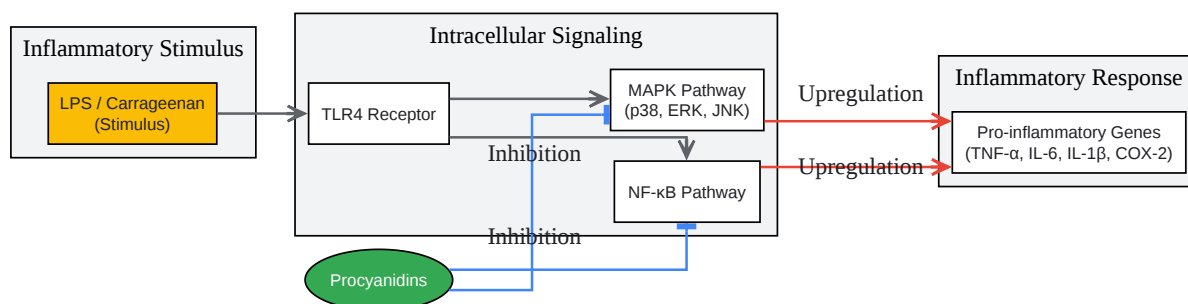 Inflammatory Stimulus
LPS / Carrageenan
(Stimulus)
Intracellular Signaling
TLR4 Receptor
MAPK Pathway
(p38, ERK, JNK)
Inhibition
NF-κB Pathway
Inhibition
Procyanidins
Upregulation
Upregulation
Inflammatory Response
Pro-inflammatory Genes
(TNF-α, IL-6, IL-1β, COX-2)